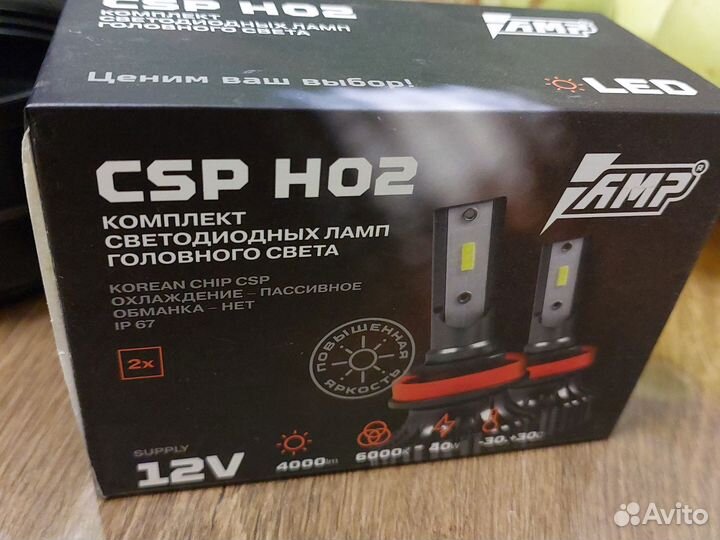 CSP H02
КОМПЛЕКТ
СВЕТОДИОДНЫХ ЛАМП
ГОЛОВНОГО СВЕТА
AMP
Ценим ваш выбор!
LED
CSP H02
AMP®
КОМПЛЕКТ
СВЕТОДИОДНЫХ ЛАМП
ГОЛОВНОГО СВЕТА
KOREAN CHIP CSP
ОХЛАЖДЕНИЕ – ПАССИВНОЕ
ОБМАНКА – НЕТ
IP 67
2x
ПОВЫШЕННАЯ
ЯРКОСТЬ
SUPPLY
12V
4000lm
6000K
40W
Avito